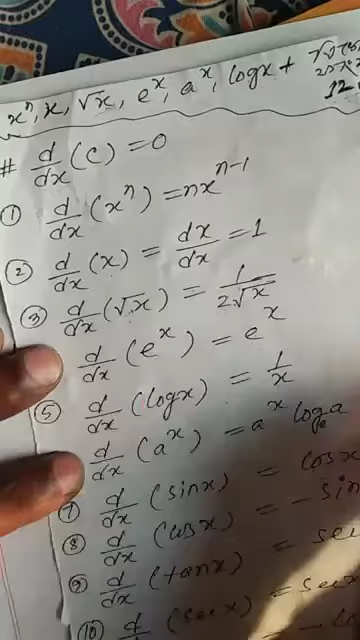 xⁿ, x, √x, eˣ, aˣ, logx +
12
# d/dx (c) = 0
① d/dx (xⁿ) = nxⁿ⁻¹
② d/dx (x) = dx/dx = 1
③ d/dx (√x) = 1/2√x
d/dx (eˣ) = eˣ
⑤ d/dx (logx) = 1/x
d/dx (aˣ) = aˣ logₑa
⑦ d/dx (sinx) = cosx
⑧ d/dx (cosx) = - sin
⑨ d/dx (tanx) = sec
⑩ d/ (secx) = secx